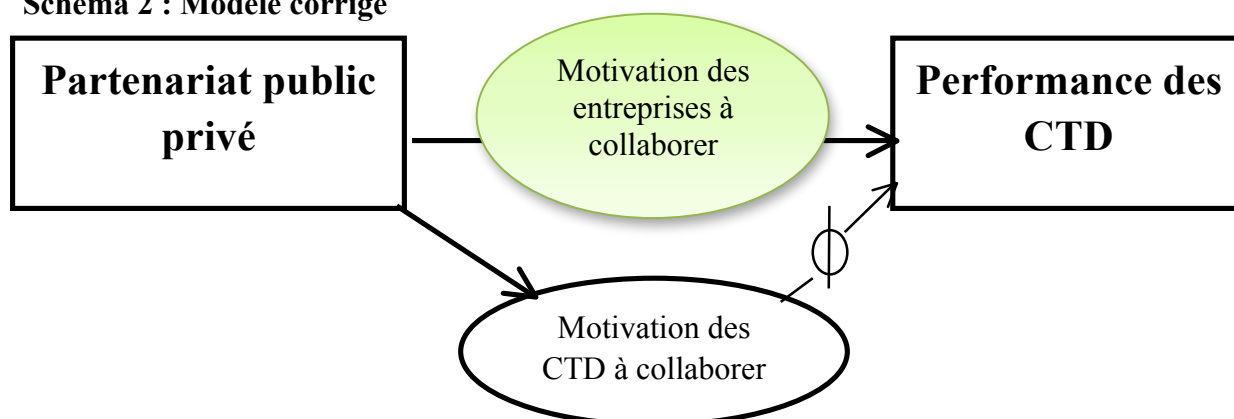 Schéma 2 : Modèle corrigé
Partenariat public
privé
Motivation des
entreprises à
collaborer
Performance des
CTD
Motivation des
CTD à collaborer